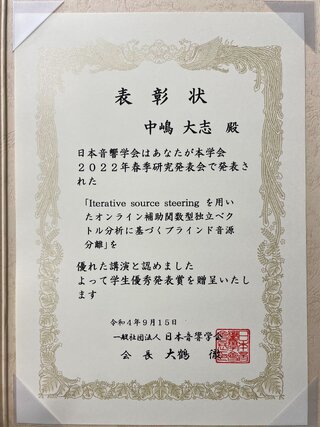 表彰状
中嶋 大志 殿
日本音響学会はあなたが本学会
２０２２年春季研究発表会で発表さ
れた
「Iterative source steering を用い
たオンライン補助関数型独立ベク
トル分析に基づくブラインド音源
分離」を
優れた講演と認めました
よって学生優秀発表賞を贈呈いたし
ます
令和４年９月１５日
一般社団法人 日本音響学会
会 長 大鶴 徹